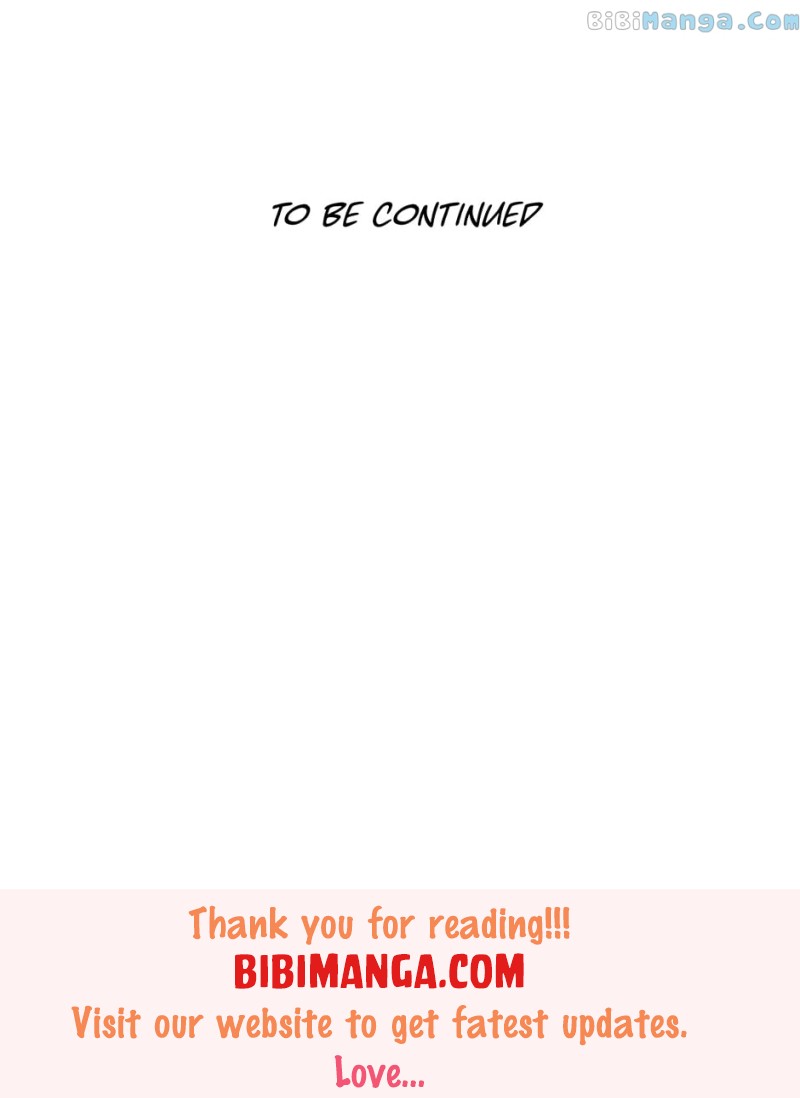 BiBiManga.Com
TO BE CONTINUED
Thank you for reading!!!
BIBIMANGA.COM
Visit our website to get fatest updates.
Love...